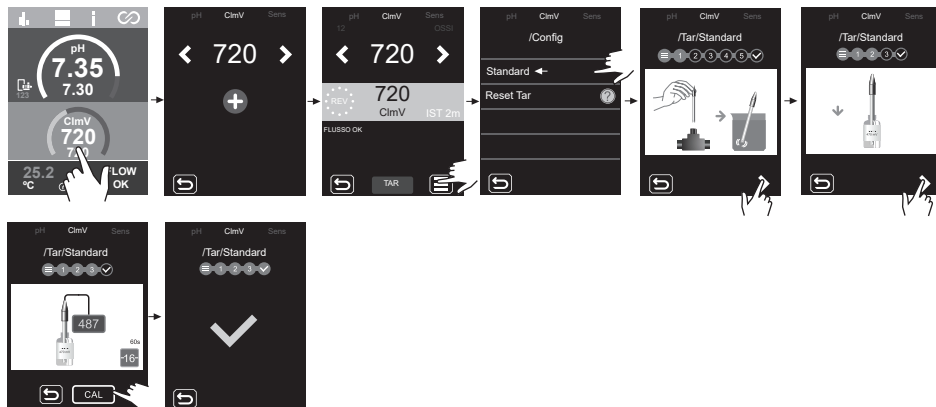 pH
7.35
7.30
123
ClmV
720
25.2
°C
FLOW
OK
pH ClmV Sens
720
pH ClmV Sens
12 OSSI
720
REV
720
ClmV
IST 2m
FLUSSO OK
TAR
pH ClmV Sens
/Config
Standard
Reset Tar ?
pH ClmV Sens
/Tar/Standard
1 2 3 4 5
pH ClmV Sens
/Tar/Standard
1 2 3
pH ClmV Sens
/Tar/Standard
1 2 3
487
60s
-16-
CAL
pH ClmV Sens
/Tar/Standard
1 2 3